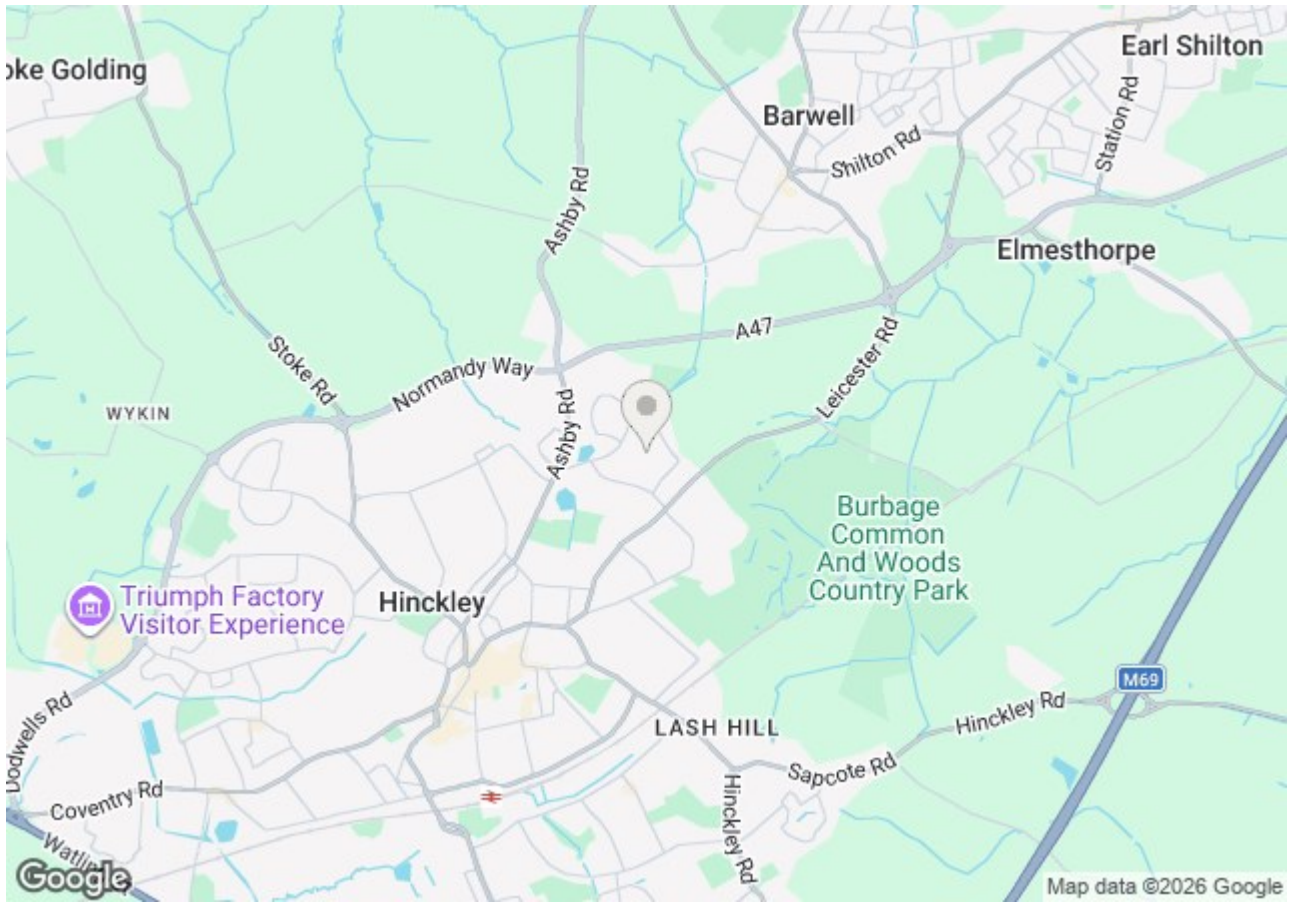 oke Golding
Earl Shilton
Barwell
Station Rd
Shilton Rd
Ashby Rd
Elmesthorpe
A47
Stoke Rd
Normandy Way
Leicester Rd
WYKIN
Ashby Rd
Burbage
Common
And Woods
Country Park
Triumph Factory
Visitor Experience
Hinckley
M69
Dodwells Rd
LASH HILL
Hinckley Rd
Sapcote Rd
Coventry Rd
Hinckley Rd
Google
Map data ©2026 Google